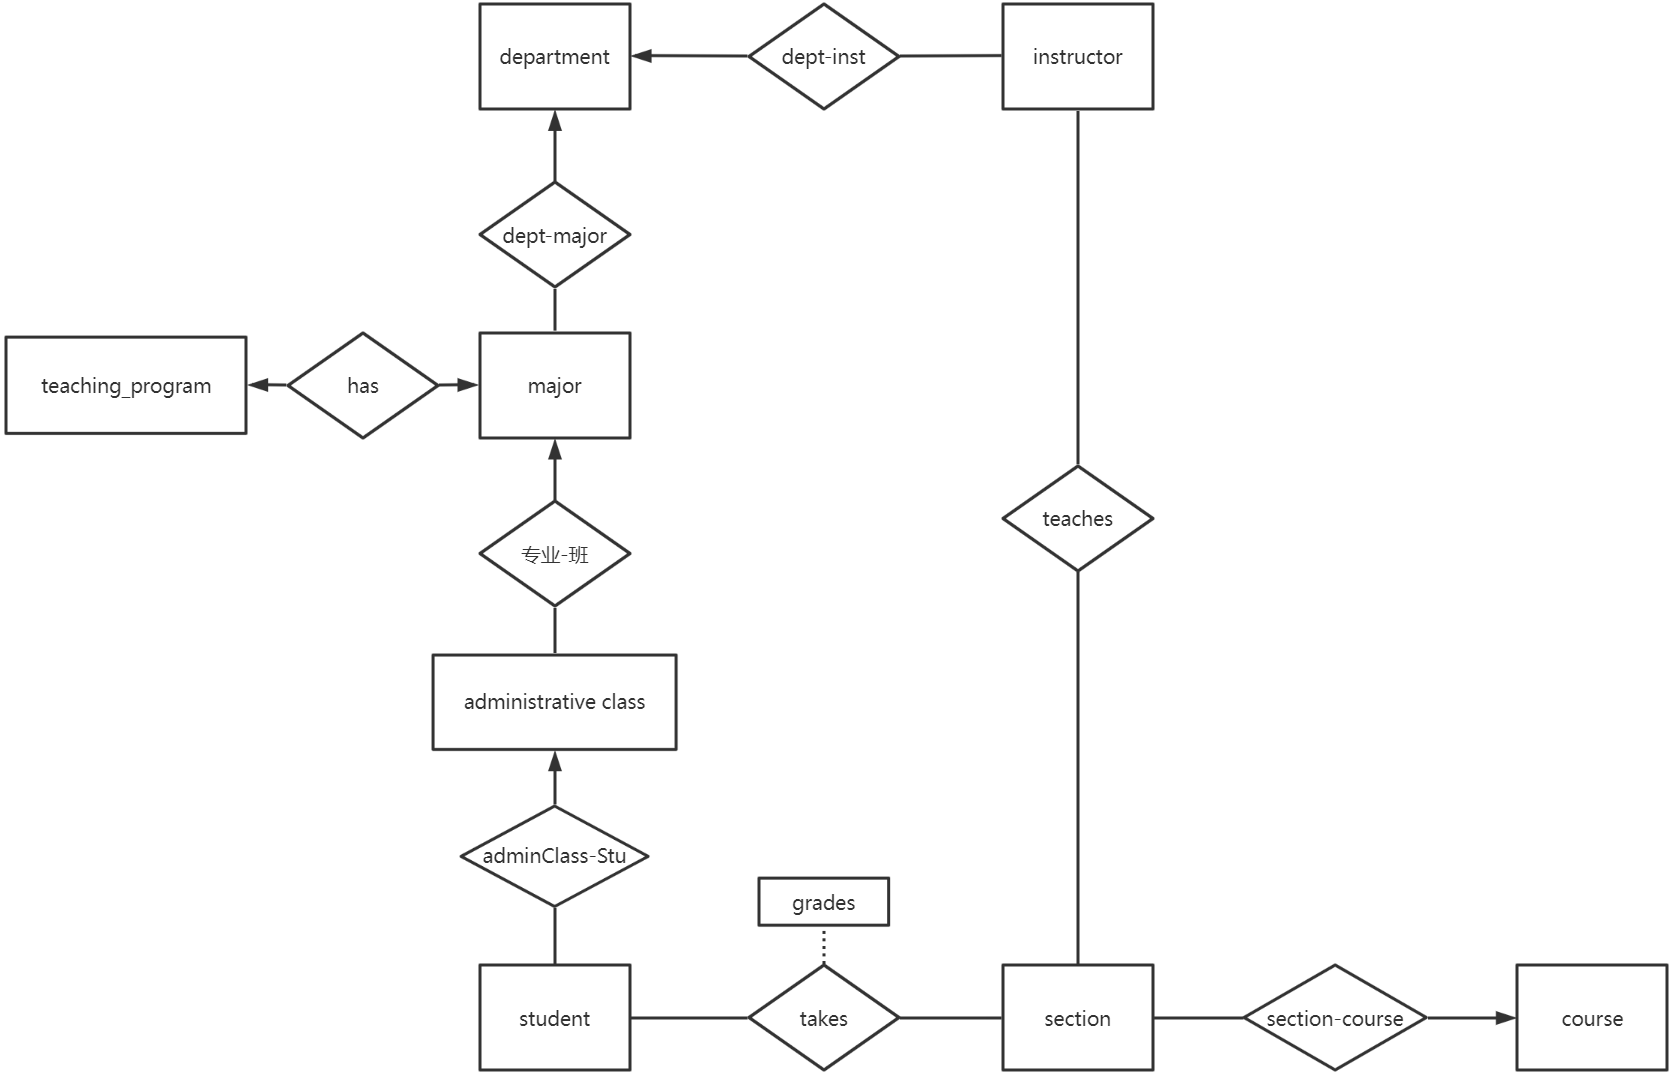 department
dept-inst
instructor
dept-major
teaching_program
has
major
teaches
专业-班
administrative class
adminClass-Stu
grades
student
takes
section
section-course
course